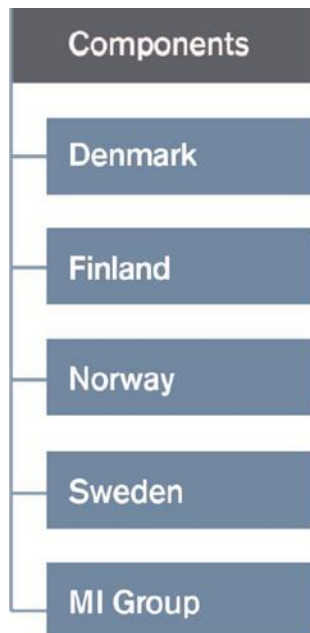 Components
Denmark
Finland
Norway
Sweden
MI Group